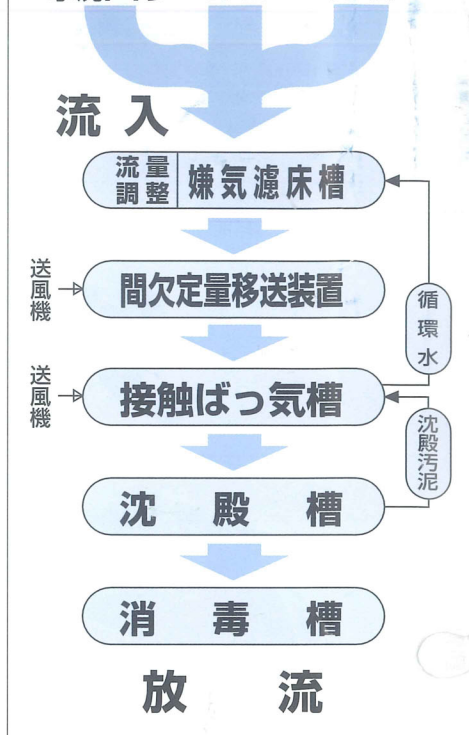 流入
流量調整 嫌気濾床槽
送風機
間欠定量移送装置
循環水
送風機
接触ばっ気槽
沈殿汚泥
沈殿槽
消毒槽
放流